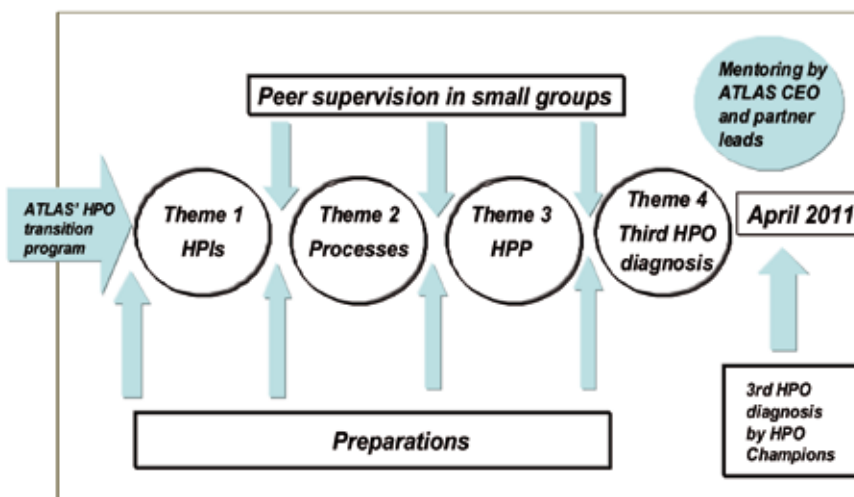 Mentoring by
ATLAS CEO
and partner
leads
Peer supervision in small groups
ATLAS' HPO
transition
program
Theme 1
HPIs
Theme 2
Processes
Theme 3
HPP
Theme 4
Third HPO
diagnosis
April 2011
Preparations
3rd HPO
diagnosis
by HPO
Champions